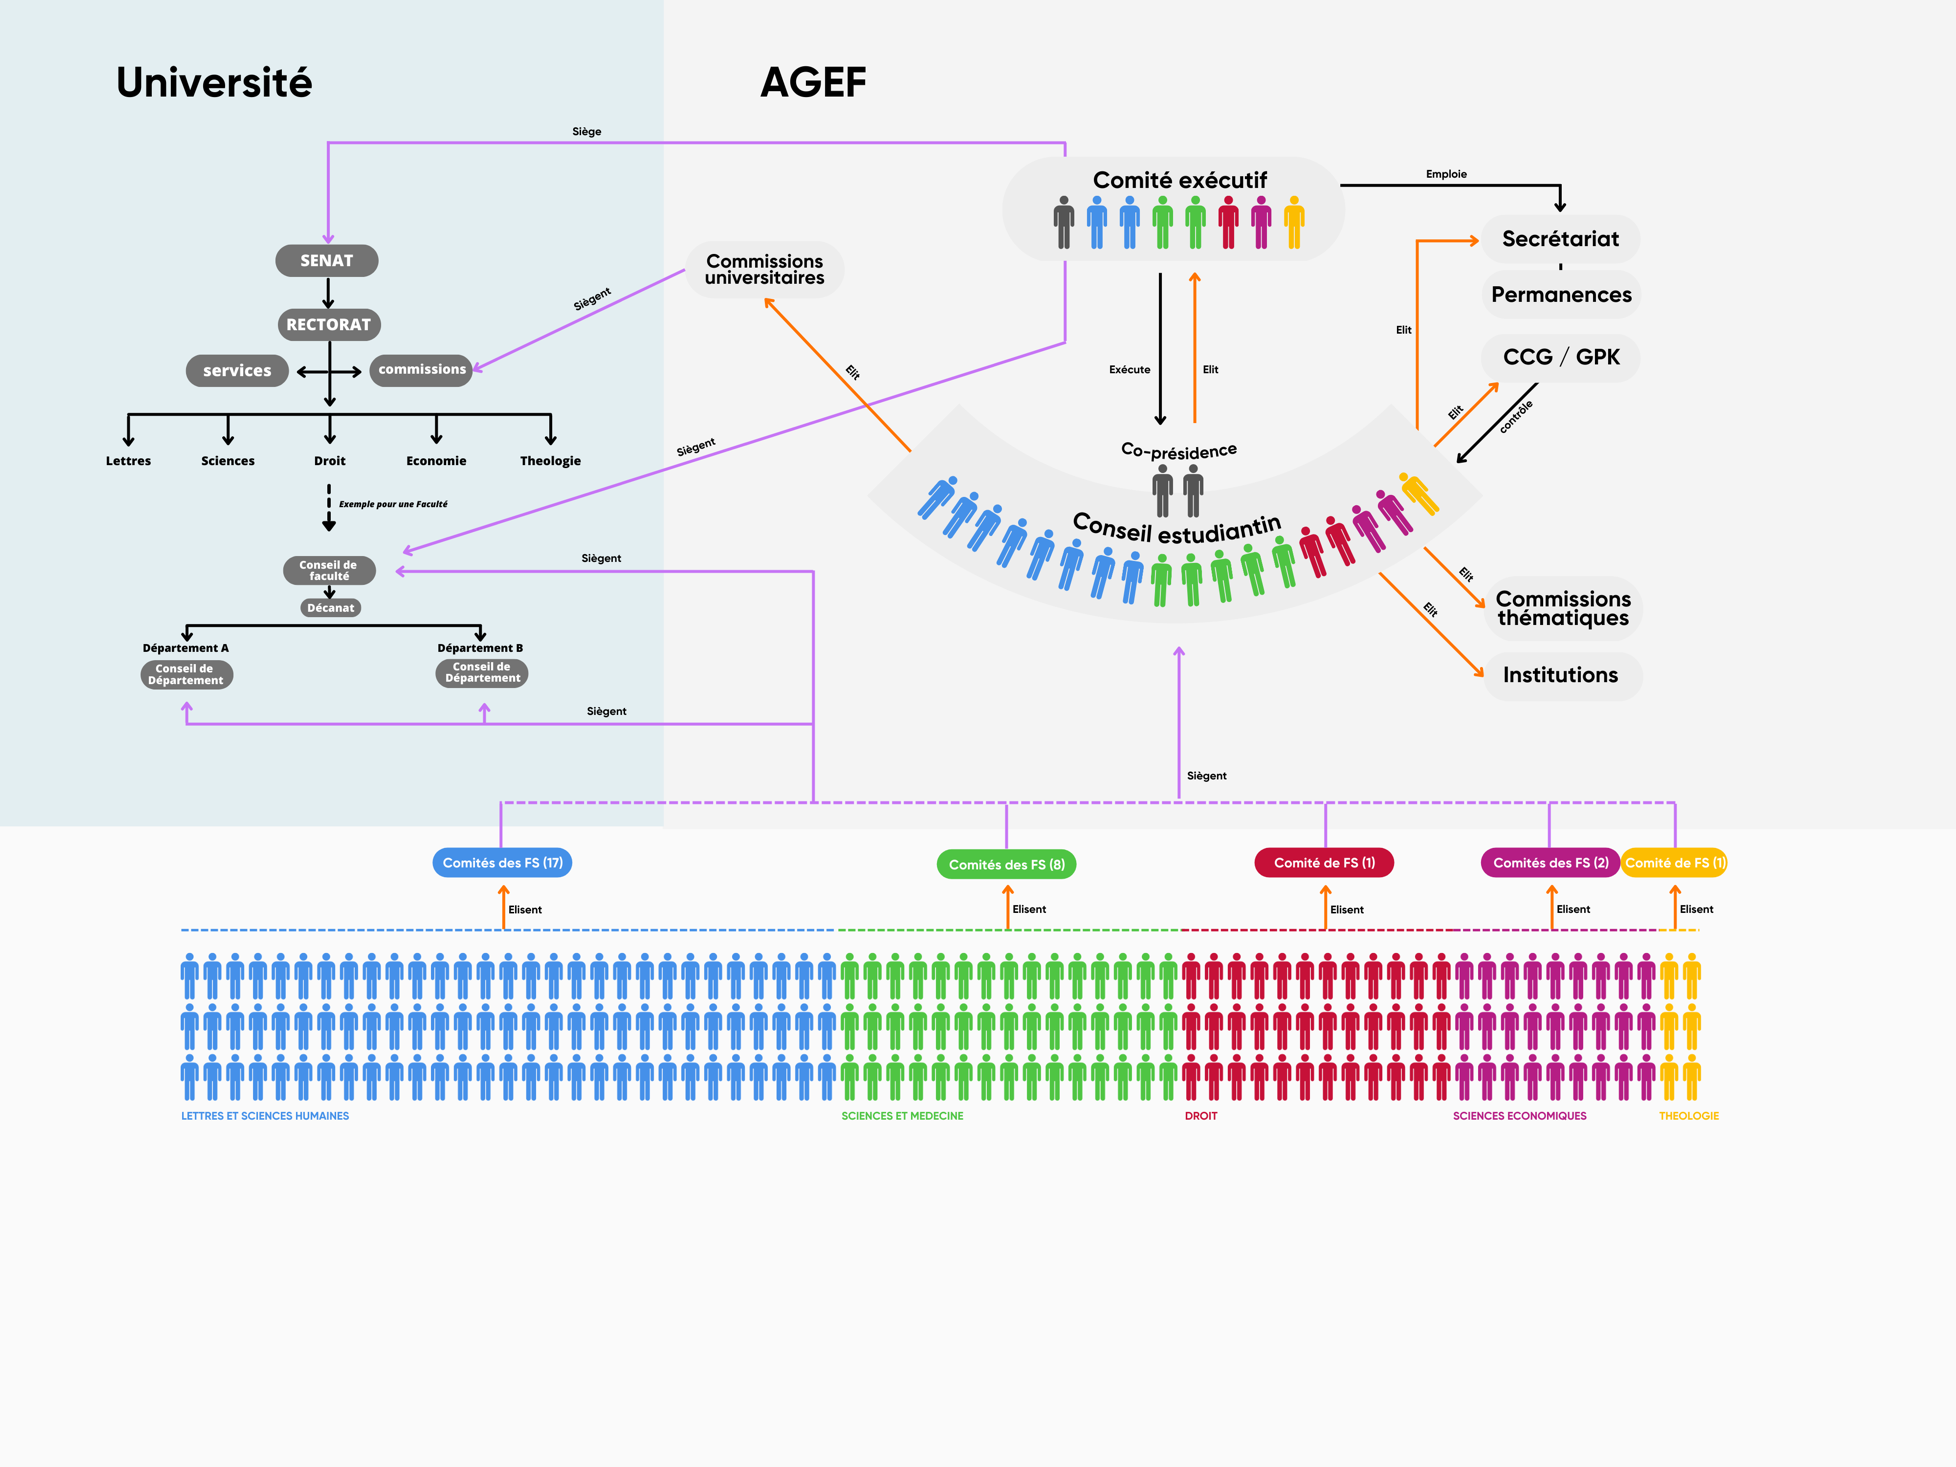 Université
AGEF
Siège
Comité exécutif
Emploie
Secrétariat
Permanences
CCG / GPK
SENAT
RECTORAT
services
commissions
Commissions
universitaires
Siègent
Elit
Exécute
Elit
Elit
Elit
contrôle
Lettres
Sciences
Droit
Economie
Theologie
Siègent
Exemple pour une Faculté
Co-présidence
Conseil estudiantin
Conseil de
faculté
Siègent
Décanat
Elit
Elit
Commissions
thématiques
Institutions
Département A
Conseil de
Département
Département B
Conseil de
Département
Siègent
Siègent
Comités des FS (17)
Comités des FS (8)
Comité de FS (1)
Comités des FS (2)
Comité de FS (1)
Elisent
Elisent
Elisent
Elisent
Elisent
LETTRES ET SCIENCES HUMAINES
SCIENCES ET MEDECINE
DROIT
SCIENCES ECONOMIQUES
THEOLOGIE